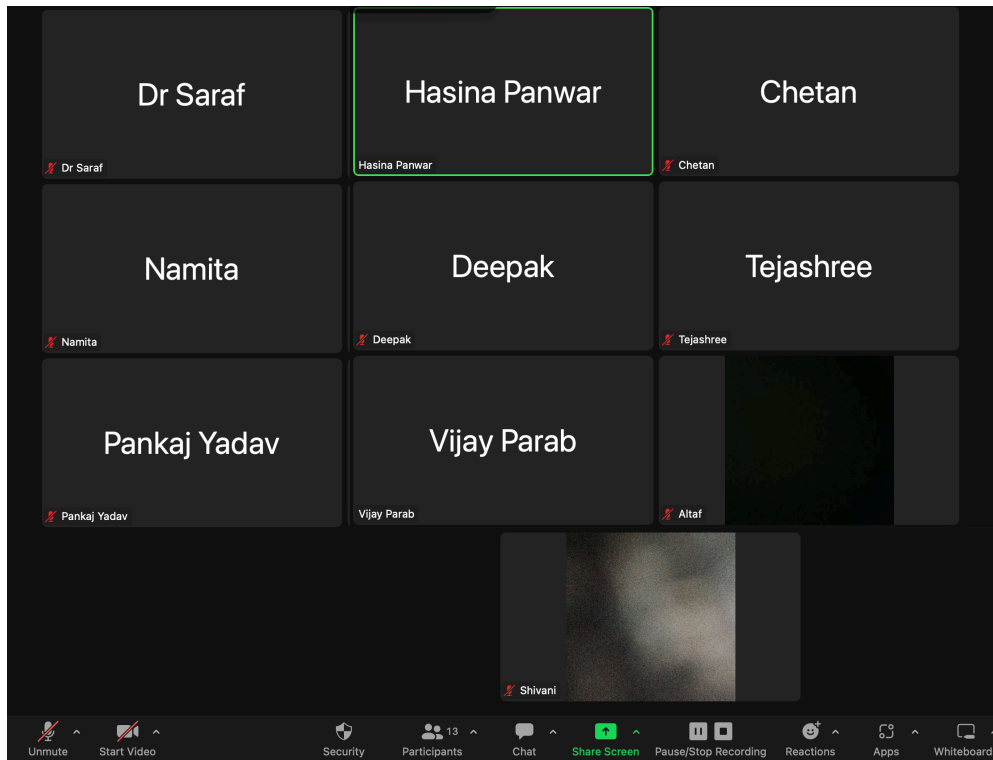 Dr Saraf
Dr Saraf
Hasina Panwar
Hasina Panwar
Chetan
Chetan
Namita
Namita
Deepak
Deepak
Tejashree
Tejashree
Pankaj Yadav
Pankaj Yadav
Vijay Parab
Vijay Parab
Altaf
Shivani
Unmute
Start Video
Security
13
Participants
Chat
Share Screen
Pause/Stop Recording
Reactions
Apps
Whiteboard